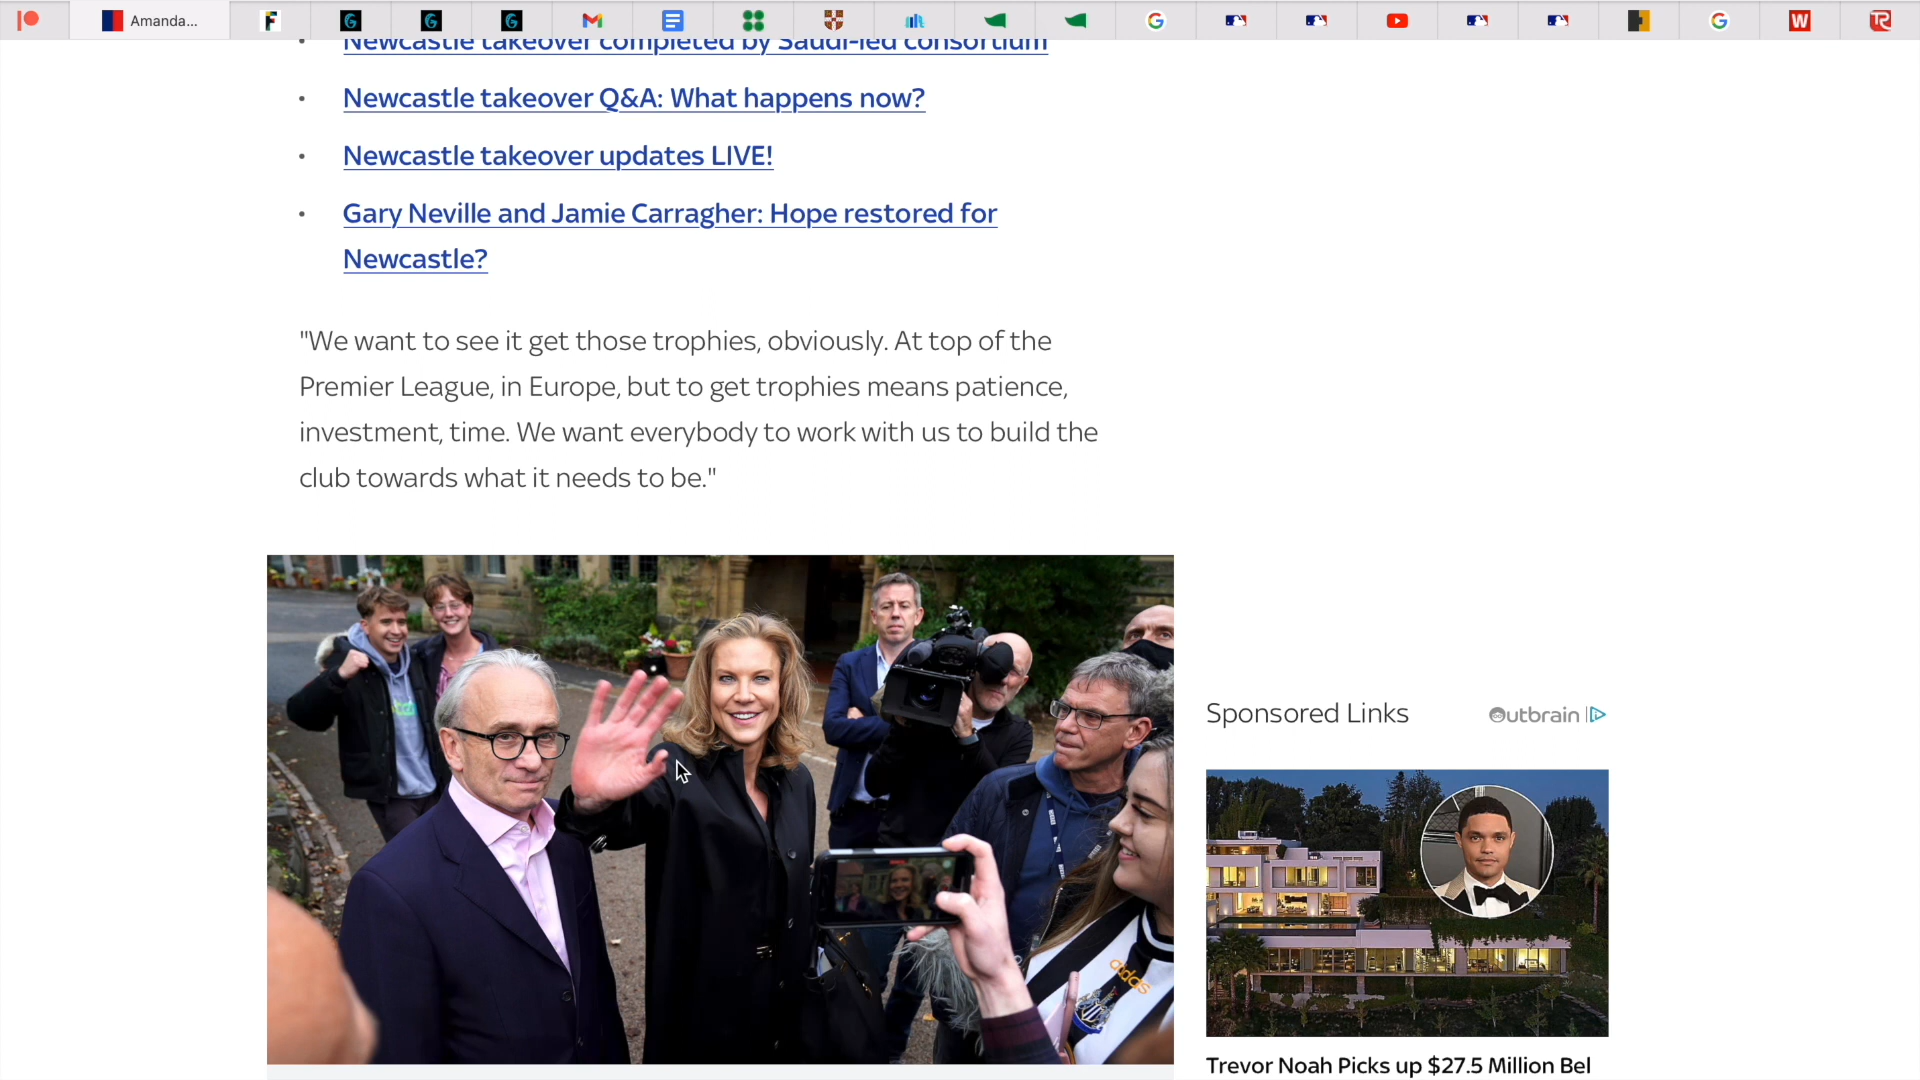 Amanda...
Newcastle takeover completed by Saudi-led consortium
Newcastle takeover Q&A: What happens now?
Newcastle takeover updates LIVE!
Gary Neville and Jamie Carragher: Hope restored for
Newcastle?
"We want to see it get those trophies, obviously. At top of the
Premier League, in Europe, but to get trophies means patience,
investment, time. We want everybody to work with us to build the
club towards what it needs to be."
Sponsored Links
Outbrain
adidas
Trevor Noah Picks up $27.5 Million Bel